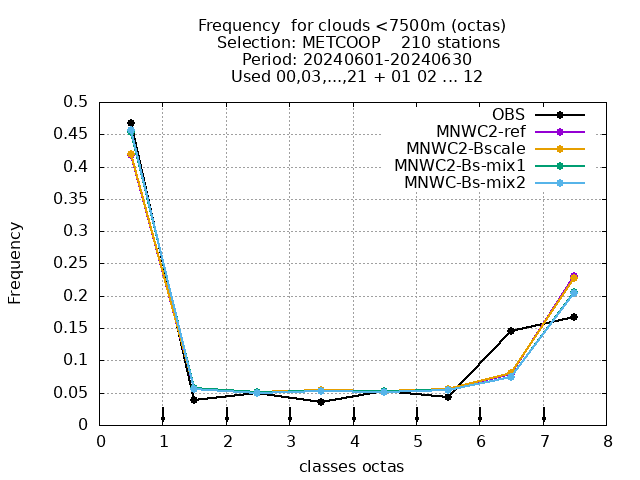 Frequency  for clouds <7500m (octas)
Selection: METCOOP    210 stations
Period: 20240601-20240630
Used 00,03,...,21 + 01 02 ... 12
OBS
MNWC2-ref
MNWC2-Bscale
MNWC2-Bs-mix1
MNWC-Bs-mix2
0.5
0.45
0.4
0.35
0.3
0.25
0.2
0.15
0.1
0.05
0
Frequency
0 1 2 3 4 5 6 7 8
classes octas